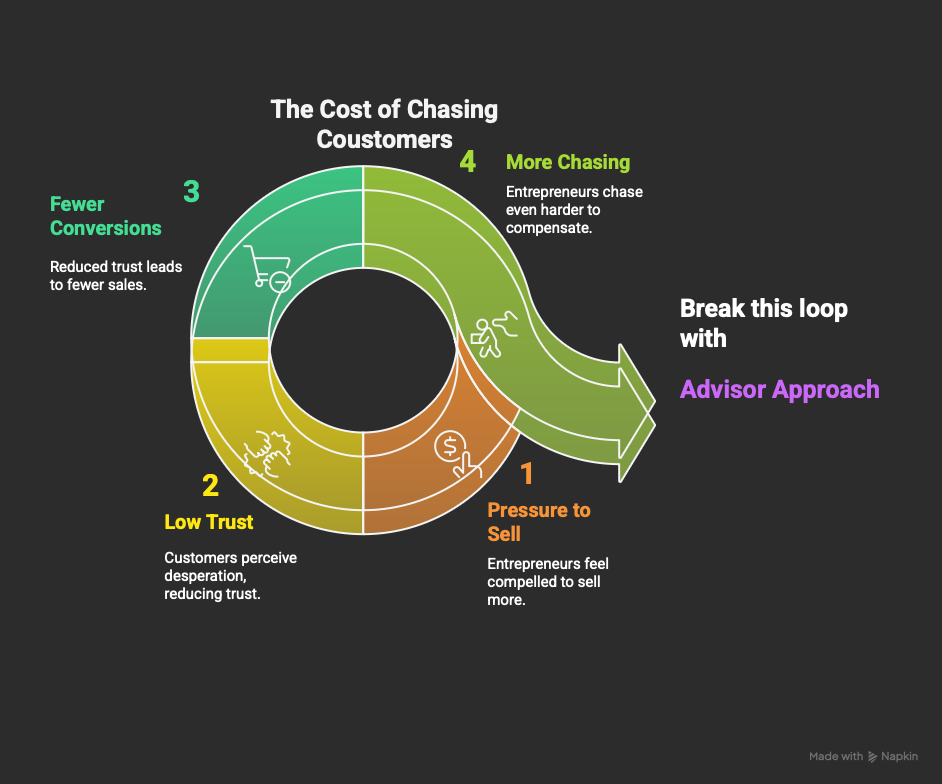 The Cost of Chasing
Coustomers
4
More Chasing
Entrepreneurs chase
even harder to
compensate.
3
Fewer
Conversions
Reduced trust leads
to fewer sales.
Break this loop
with
Advisor Approach
2
Low Trust
Customers perceive
desperation,
reducing trust.
$
1
Pressure to
Sell
Entrepreneurs feel
compelled to sell
more.
Made with Napkin